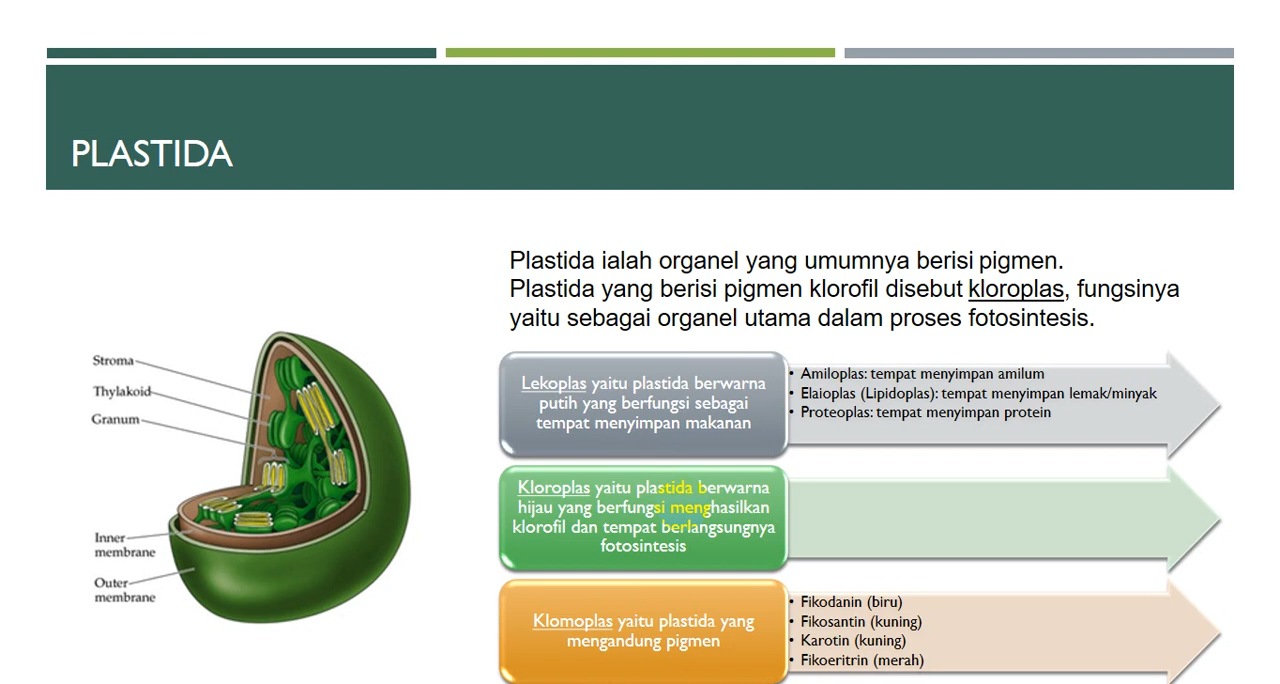 PLASTIDA
Plastida ialah organel yang umumnya berisi pigmen.
Plastida yang berisi pigmen klorofil disebut kloroplas, fungsinya
yaitu sebagai organel utama dalam proses fotosintesis.
Stroma
Thylakoid
Granum
Inner
membrane
Outer
membrane
Lekoplas yaitu plastida berwarna
putih yang berfungsi sebagai
tempat menyimpan makanan
• Amiloplas: tempat menyimpan amilum
• Elaioplas (Lipidoplas): tempat menyimpan lemak/minyak
• Proteoplas: tempat menyimpan protein
Kloroplas yaitu plastida berwarna
hijau yang berfungsi menghasilkan
klorofil dan tempat berlangsungnya
fotosintesis
Klomoplas yaitu plastida yang
mengandung pigmen
• Fikodanin (biru)
• Fikosantin (kuning)
• Karotin (kuning)
• Fikoeritrin (merah)